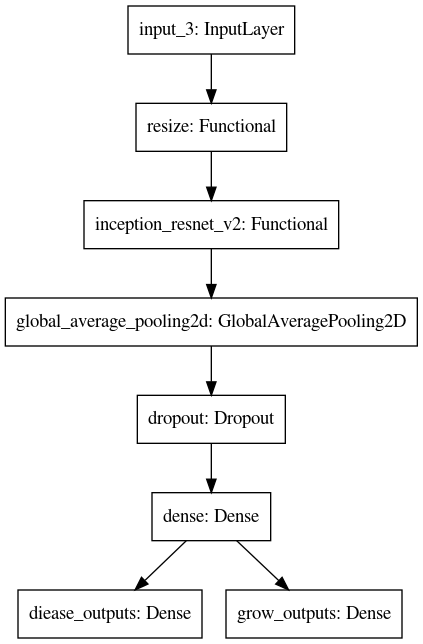 input_3: InputLayer
resize: Functional
inception_resnet_v2: Functional
global_average_pooling2d: GlobalAveragePooling2D
dropout: Dropout
dense: Dense
diease_outputs: Dense
grow_outputs: Dense